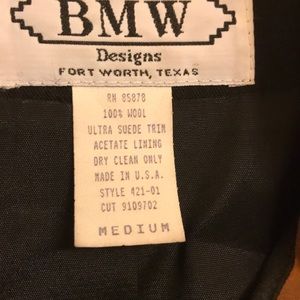 BMW
Designs
FORT WORTH, TEXAS
RN 85878
100% WOOL
ULTRA SUEDE TRIM
ACETATE LINING
DRY CLEAN ONLY
MADE IN U.S.A.
STYLE 421-01
CUT 9109702
MEDIUM